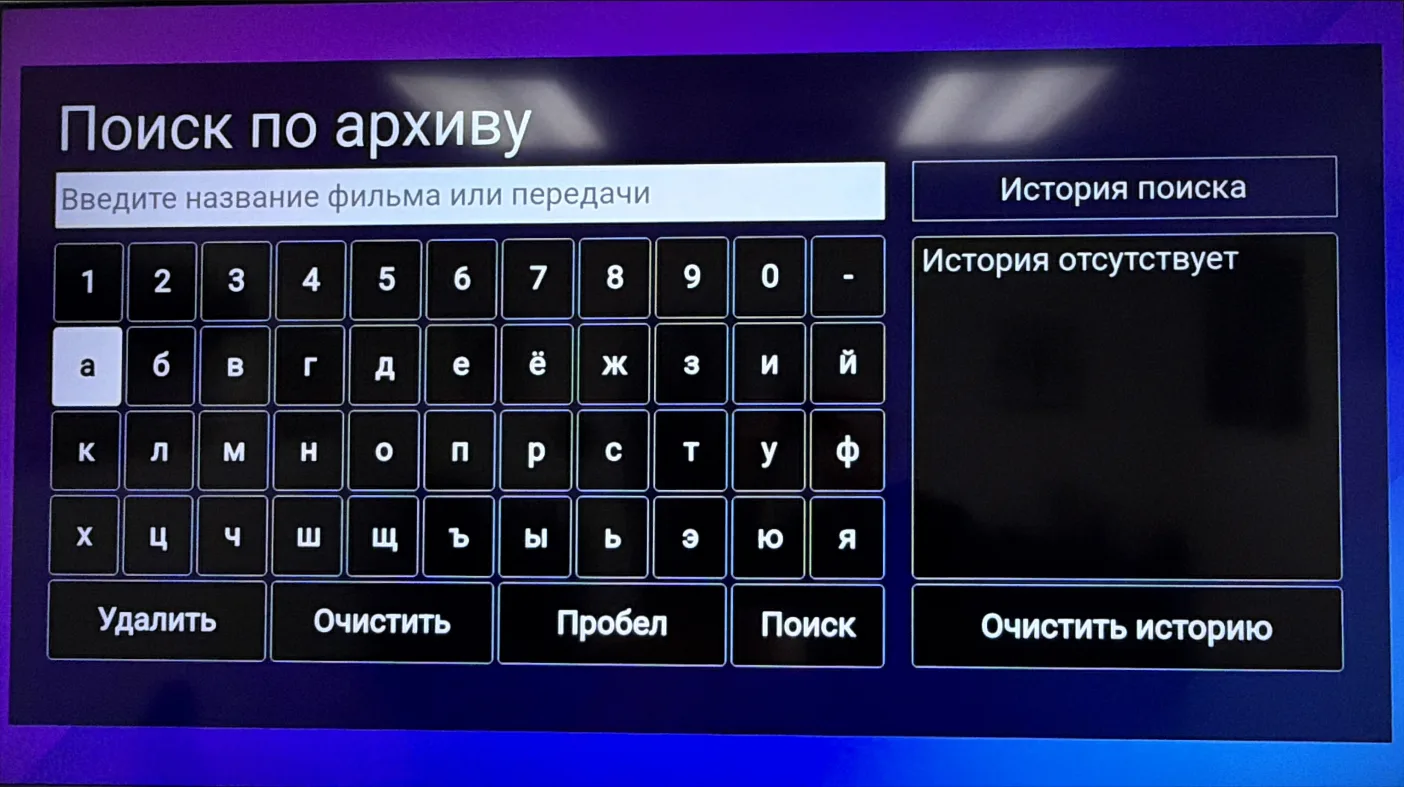 Поиск по архиву
Введите название фильма или передачи
История поиска
1 2 3 4 5 6 7 8 9 0 -
История отсутствует
а б в г д е ё ж з и й
к л м н о п р с т у ф
х ц ч ш щ ъ ы ь э ю я
Удалить Очистить Пробел Поиск
Очистить историю